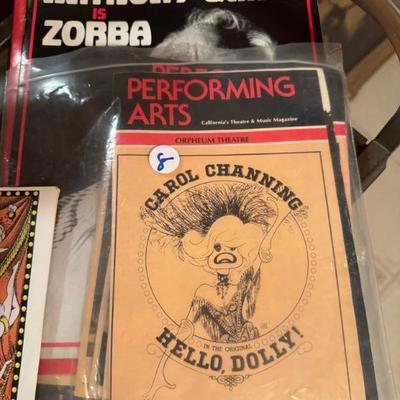 IS
ZORBA
PERFORMING
ARTS
California's Theatre & Music Magazine
ORPHEUM THEATRE
8
CAROL CHANNING
IN THE ORIGINAL
HELLO, DOLLY!